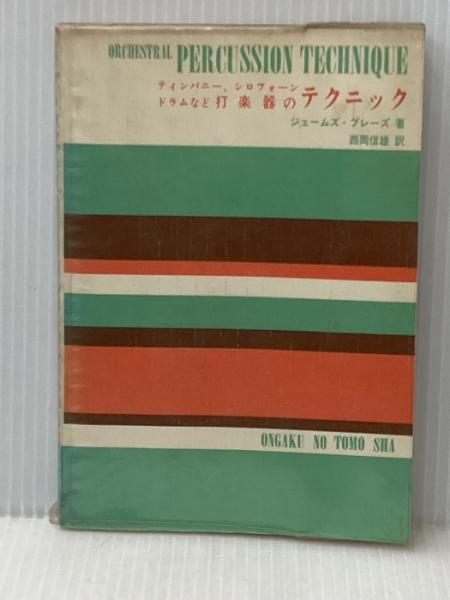 ORCHESTRAL PERCUSSION TECHNIQUE
ティンパニー、シロフォーン
ドラムなど打楽器のテクニック
ジェームズ・ブレーズ 著
西岡信雄 訳
ONGAKU NO TOMO SHA